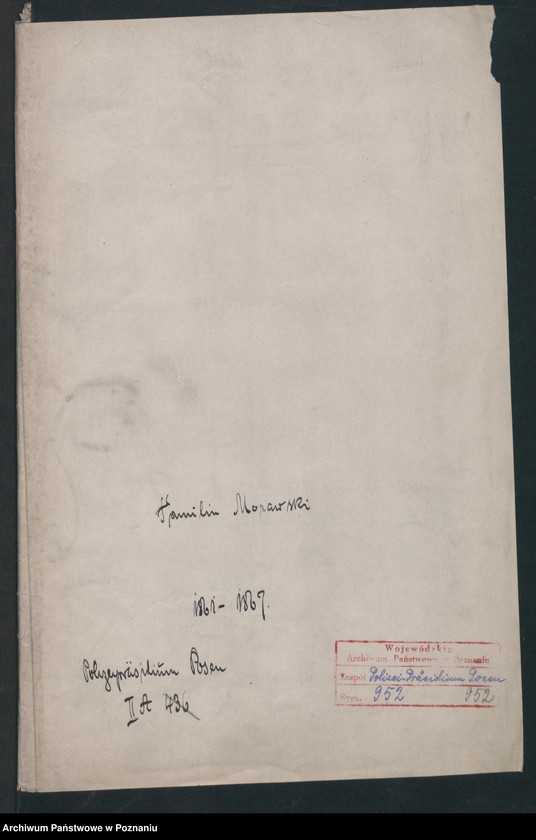 Familie Morawski
1861 - 1867.
Polizeipräsidium Posen
II A 436
Wojewódzkie
Archiwum Państwowe w Poznaniu
Zespół Polizei-Präsidium Posen
Sygn. 952 952
Archiwum Państwowe w Poznaniu